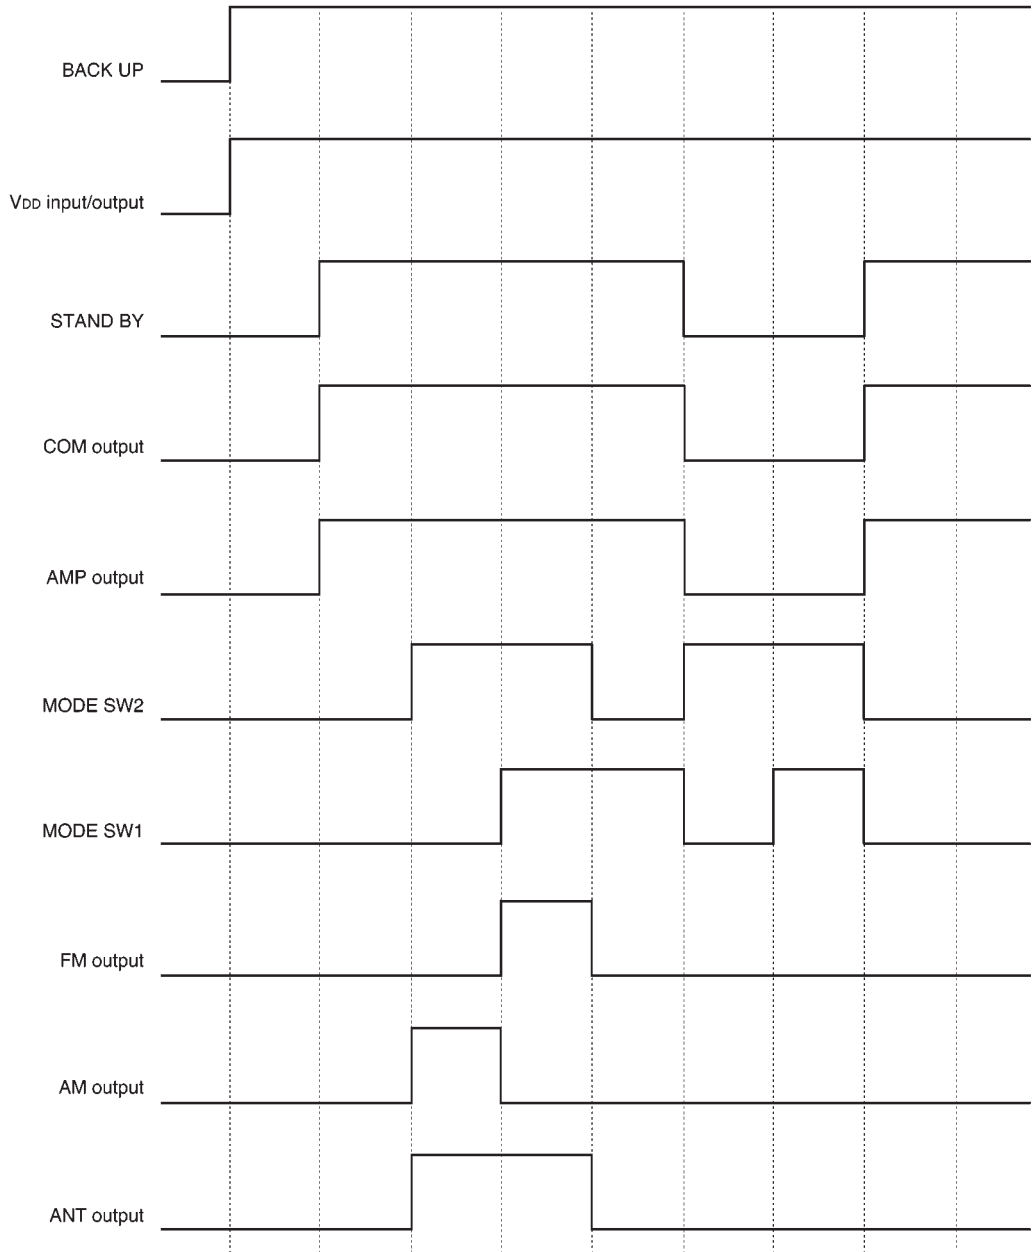 BACK UP
VDD input/output
STAND BY
COM output
AMP output
MODE SW2
MODE SW1
FM output
AM output
ANT output